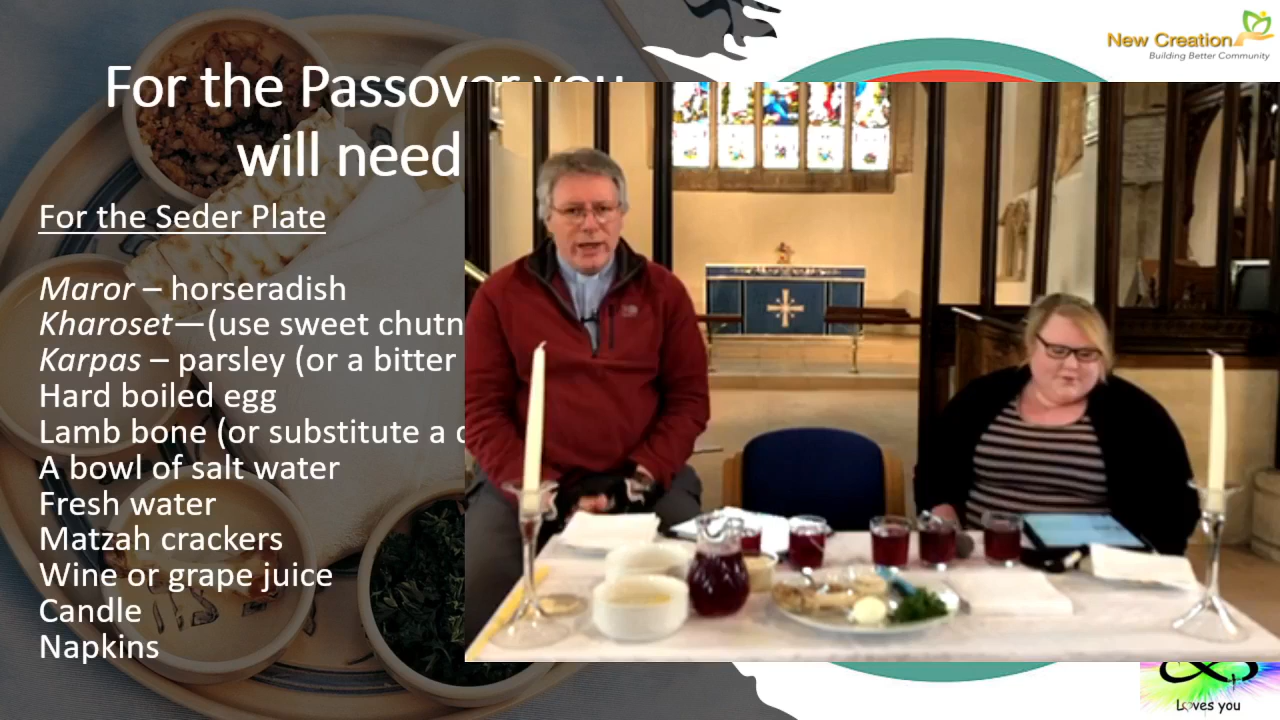 For the Passover you
will need
For the Seder Plate
Maror – horseradish
Kharoset—(use sweet chutn
Karpas – parsley (or a bitter
Hard boiled egg
Lamb bone (or substitute a
A bowl of salt water
Fresh water
Matzah crackers
Wine or grape juice
Candle
Napkins
New Creation
Building Better Community
Loves you